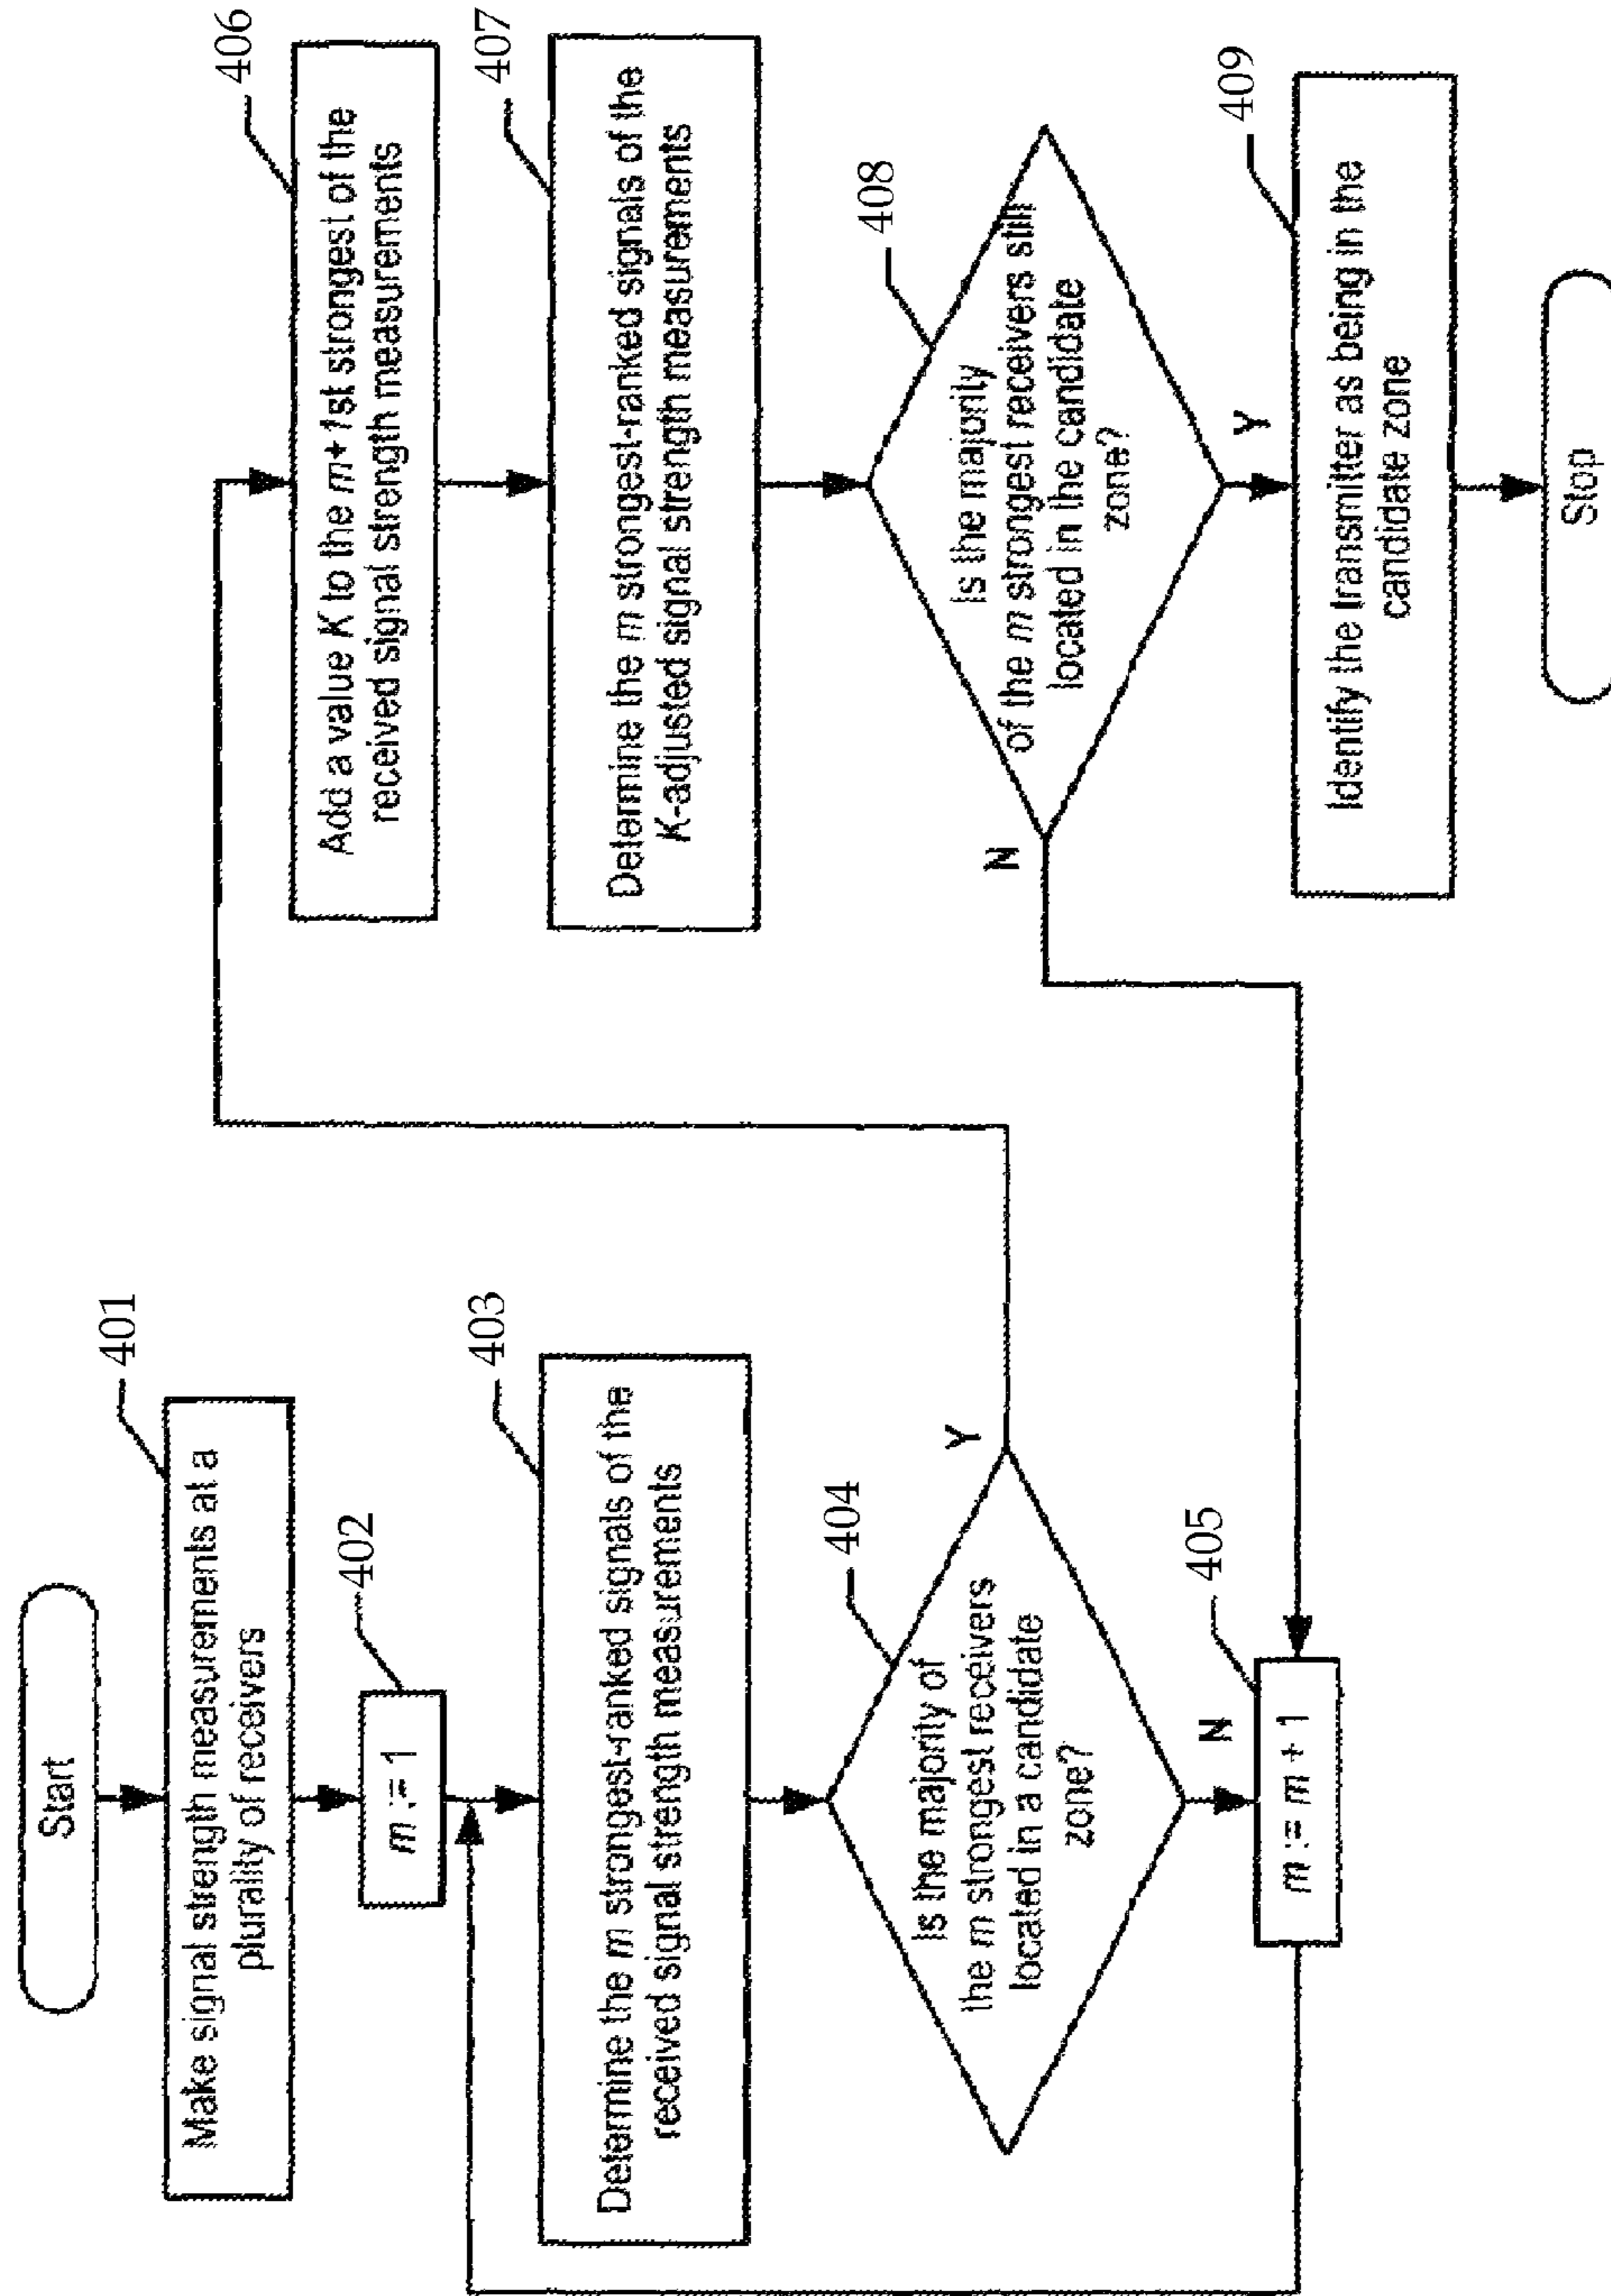 Start
401
Make signal strength measurements at a
plurality of receivers
402
m := 1
403
Determine the m strongest-ranked signals of the
received signal strength measurements
404
Is the majority of
the m strongest receivers
located in a candidate
zone?
Y
N
405
m := m + 1
406
Add a value K to the m+1st strongest of the
received signal strength measurements
407
Determine the m strongest-ranked signals of the
K-adjusted signal strength measurements
408
Is the majority
of the m strongest receivers still
located in the candidate
zone?
N
Y
409
Identify the transmitter as being in the
candidate zone
Stop